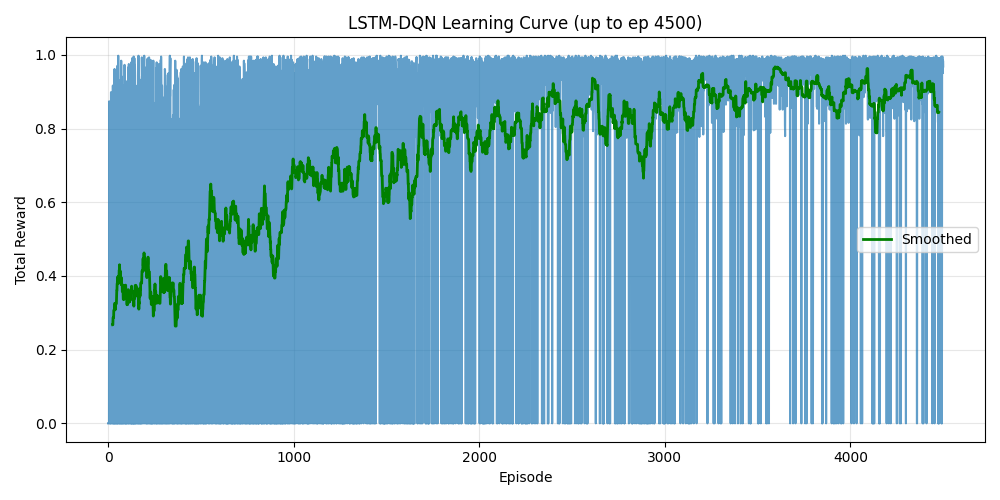 LSTM-DQN Learning Curve (up to ep 4500)
1.0
0.8
0.6
0.4
0.2
0.0
Total Reward
Smoothed
0 1000 2000 3000 4000
Episode